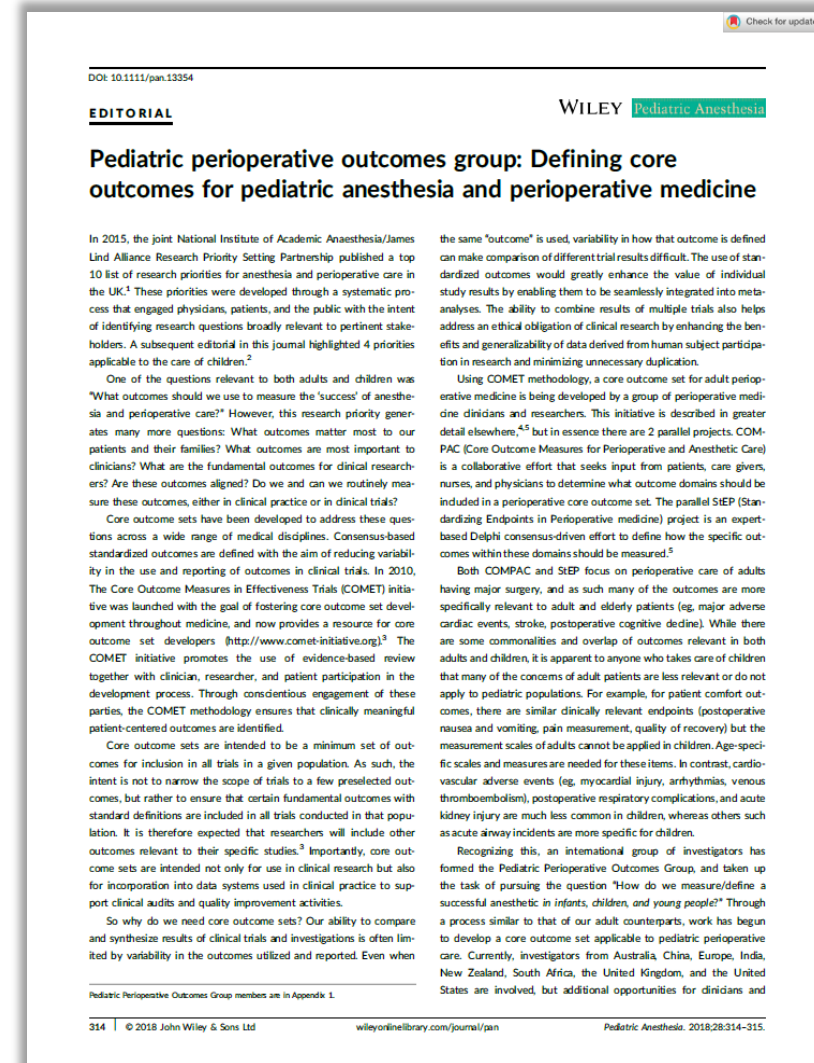 Check for update
DOI: 10.1111/pan.13354
EDITORIAL
WILEY Pediatric Anesthesia
Pediatric perioperative outcomes group: Defining core
outcomes for pediatric anesthesia and perioperative medicine
In 2015, the joint National Institute of Academic Anaesthesia/James
Lind Alliance Research Priority Setting Partnership published a top
10 list of research priorities for anesthesia and perioperative care in
the UK.1 These priorities were developed through a systematic pro-
cess that engaged physicians, patients, and the public with the intent
of identifying research questions broadly relevant to pertinent stake-
holders. A subsequent editorial in this journal highlighted 4 priorities
applicable to the care of children.2
One of the questions relevant to both adults and children was
"What outcomes should we use to measure the 'success' of anesthe-
sia and perioperative care?" However, this research priority gener-
ates many more questions: What outcomes matter most to our
patients and their families? What outcomes are most important to
clinicians? What are the fundamental outcomes for clinical research-
ers? Are these outcomes aligned? Do we and can we routinely mea-
sure these outcomes, either in clinical practice or in clinical trials?
Core outcome sets have been developed to address these ques-
tions across a wide range of medical disciplines. Consensus-based
standardized outcomes are defined with the aim of reducing variabil-
ity in the use and reporting of outcomes in clinical trials. In 2010,
The Core Outcome Measures in Effectiveness Trials (COMET) initia-
tive was launched with the goal of fostering core outcome set devel-
opment throughout medicine, and now provides a resource for core
outcome set developers (http://www.comet-initiative.org).3 The
COMET initiative promotes the use of evidence-based review
together with clinician, researcher, and patient participation in the
development process. Through conscientious engagement of these
parties, the COMET methodology ensures that clinically meaningful
patient-centered outcomes are identified.
Core outcome sets are intended to be a minimum set of out-
comes for inclusion in all trials in a given population. As such, the
intent is not to narrow the scope of trials to a few preselected out-
comes, but rather to ensure that certain fundamental outcomes with
standard definitions are included in all trials conducted in that popu-
lation. It is therefore expected that researchers will include other
outcomes relevant to their specific studies.3 Importantly, core out-
come sets are intended not only for use in clinical research but also
for incorporation into data systems used in clinical practice to sup-
port clinical audits and quality improvement activities.
So why do we need core outcome sets? Our ability to compare
and synthesize results of clinical trials and investigations is often lim-
ited by variability in the outcomes utilized and reported. Even when
Pediatric Perioperative Outcomes Group members are in Appendix 1.
the same "outcome" is used, variability in how that outcome is defined
can make comparison of different trial results difficult. The use of stan-
dardized outcomes would greatly enhance the value of individual
study results by enabling them to be seamlessly integrated into meta-
analyses. The ability to combine results of multiple trials also helps
address an ethical obligation of clinical research by enhancing the ben-
efits and generalizability of data derived from human subject participa-
tion in research and minimizing unnecessary duplication.
Using COMET methodology, a core outcome set for adult periop-
erative medicine is being developed by a group of perioperative medi-
cine clinicians and researchers. This initiative is described in greater
detail elsewhere,4,5 but in essence there are 2 parallel projects. COM-
PAC (Core Outcome Measures for Perioperative and Anesthetic Care)
is a collaborative effort that seeks input from patients, care givers,
nurses, and physicians to determine what outcome domains should be
included in a perioperative core outcome set. The parallel StEP (Stan-
dardizing Endpoints in Perioperative medicine) project is an expert-
based Delphi consensus-driven effort to define how the specific out-
comes within these domains should be measured.5
Both COMPAC and StEP focus on perioperative care of adults
having major surgery, and as such many of the outcomes are more
specifically relevant to adult and elderly patients (eg, major adverse
cardiac events, stroke, postoperative cognitive decline). While there
are some commonalities and overlap of outcomes relevant in both
adults and children, it is apparent to anyone who takes care of children
that many of the concerns of adult patients are less relevant or do not
apply to pediatric populations. For example, for patient comfort out-
comes, there are similar clinically relevant endpoints (postoperative
nausea and vomiting, pain measurement, quality of recovery) but the
measurement scales of adults cannot be applied in children. Age-speci-
fic scales and measures are needed for these items. In contrast, cardio-
vascular adverse events (eg, myocardial injury, arrhythmias, venous
thromboembolism), postoperative respiratory complications, and acute
kidney injury are much less common in children, whereas others such
as acute airway incidents are more specific for children.
Recognizing this, an international group of investigators has
formed the Pediatric Perioperative Outcomes Group, and taken up
the task of pursuing the question "How do we measure/define a
successful anesthetic in infants, children, and young people?" Through
a process similar to that of our adult counterparts, work has begun
to develop a core outcome set applicable to pediatric perioperative
care. Currently, investigators from Australia, China, Europe, India,
New Zealand, South Africa, the United Kingdom, and the United
States are involved, but additional opportunities for clinicians and
314 © 2018 John Wiley & Sons Ltd wileyonlinelibrary.com/journal/pan Pediatric Anesthesia. 2018;28:314–315.